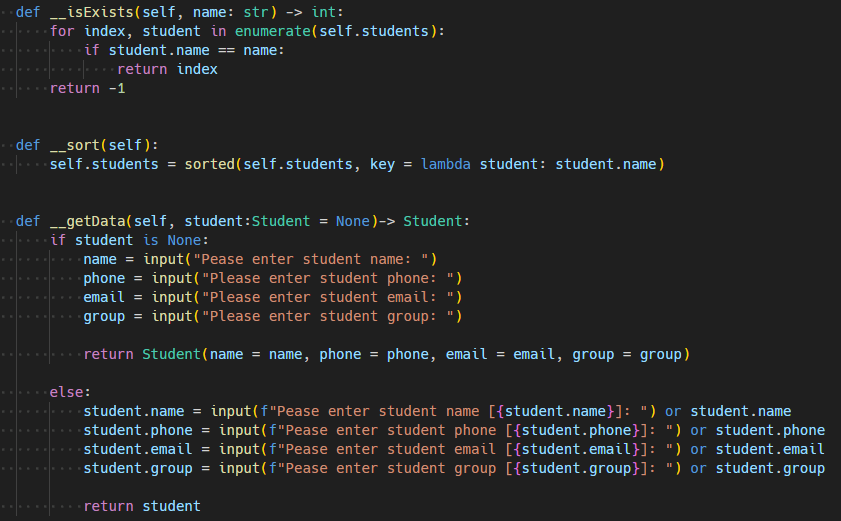 def __isExists(self, name: str) -> int:
for index, student in enumerate(self.students):
if student.name == name:
return index
return -1
def __sort(self):
self.students = sorted(self.students, key = lambda student: student.name)
def __getData(self, student:Student = None)-> Student:
if student is None:
name = input("Pease enter student name: ")
phone = input("Please enter student phone: ")
email = input("Please enter student email: ")
group = input("Please enter student group: ")
return Student(name = name, phone = phone, email = email, group = group)
else:
student.name = input(f"Pease enter student name [{student.name}]: ") or student.name
student.phone = input(f"Pease enter student phone [{student.phone}]: ") or student.phone
student.email = input(f"Pease enter student email [{student.email}]: ") or student.email
student.group = input(f"Pease enter student group [{student.group}]: ") or student.group
return student